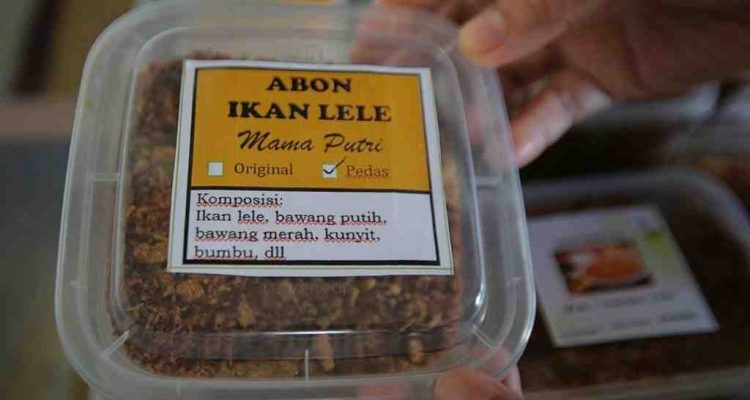 ABON
IKAN LELE
Mama Putri
Original
Pedas
Komposisi:
Ikan lele, bawang putih,
bawang merah, kunyit,
bumbu, dll